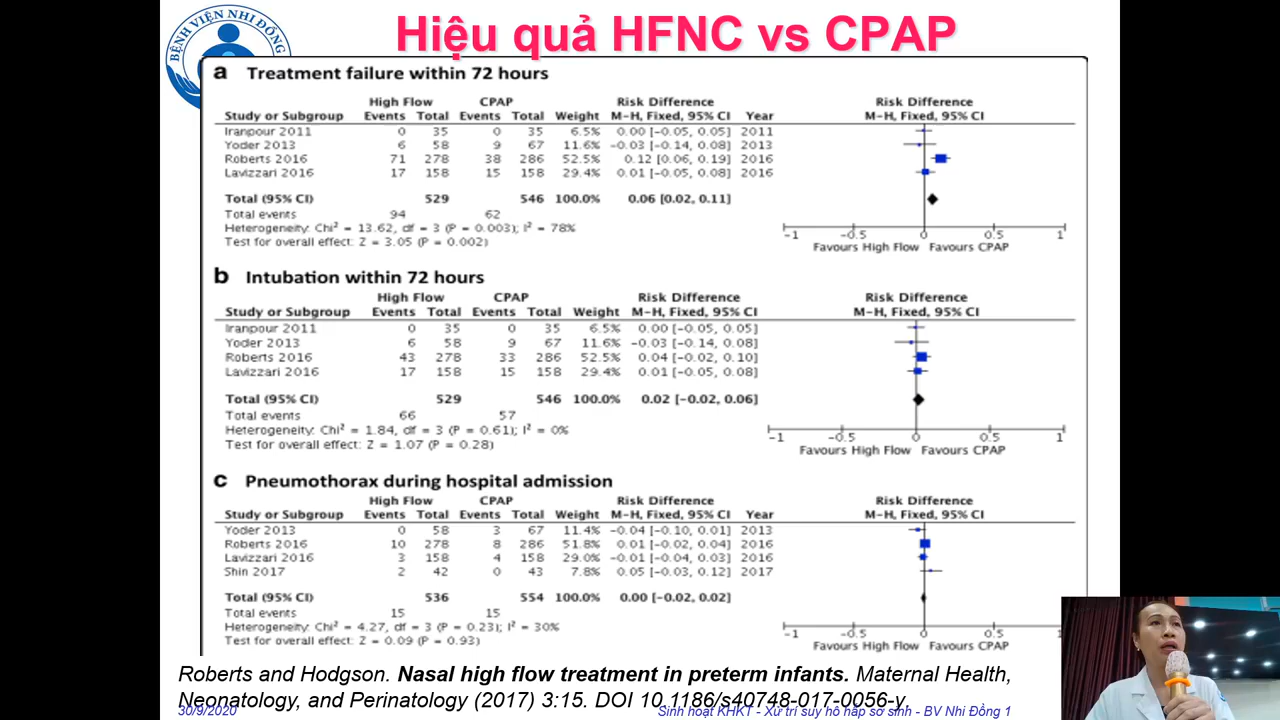 BỆNH VIỆN NHI ĐỒNG
Hiệu quả HFNC vs CPAP
a Treatment failure within 72 hours
High Flow CPAP Risk Difference Risk Difference
Study or Subgroup Events Total Events Total Weight M-H, Fixed, 95% CI Year M-H, Fixed, 95% CI
Iranpour 2011 0 35 0 35 6.5% 0.00 [-0.05, 0.05] 2011
Yoder 2013 6 58 9 67 11.6% -0.03 [-0.14, 0.08] 2013
Roberts 2016 71 278 38 286 52.5% 0.12 [0.06, 0.19] 2016
Lavizzari 2016 17 158 15 158 29.4% 0.01 [-0.05, 0.08] 2016
Total (95% CI) 529 546 100.0% 0.06 [0.02, 0.11]
Total events 94 62
Heterogeneity: Chi² = 13.62, df = 3 (P = 0.003); I² = 78%
Test for overall effect: Z = 3.05 (P = 0.002)
-1 -0.5 0 0.5 1
Favours High Flow Favours CPAP
b Intubation within 72 hours
High Flow CPAP Risk Difference Risk Difference
Study or Subgroup Events Total Events Total Weight M-H, Fixed, 95% CI M-H, Fixed, 95% CI
Iranpour 2011 0 35 0 35 6.5% 0.00 [-0.05, 0.05]
Yoder 2013 6 58 9 67 11.6% -0.03 [-0.14, 0.08]
Roberts 2016 43 278 33 286 52.5% 0.04 [-0.02, 0.10]
Lavizzari 2016 17 158 15 158 29.4% 0.01 [-0.05, 0.08]
Total (95% CI) 529 546 100.0% 0.02 [-0.02, 0.06]
Total events 66 57
Heterogeneity: Chi² = 1.84, df = 3 (P = 0.61); I² = 0%
Test for overall effect: Z = 1.07 (P = 0.28)
-1 -0.5 0 0.5 1
Favours High Flow Favours CPAP
c Pneumothorax during hospital admission
High Flow CPAP Risk Difference Risk Difference
Study or Subgroup Events Total Events Total Weight M-H, Fixed, 95% CI Year M-H, Fixed, 95% CI
Yoder 2013 0 58 3 67 11.4% -0.04 [-0.10, 0.01] 2013
Roberts 2016 10 278 8 286 51.8% 0.01 [-0.02, 0.04] 2016
Lavizzari 2016 3 158 4 158 29.0% -0.01 [-0.04, 0.03] 2016
Shin 2017 2 42 0 43 7.8% 0.05 [-0.03, 0.12] 2017
Total (95% CI) 536 554 100.0% 0.00 [-0.02, 0.02]
Total events 15 15
Heterogeneity: Chi² = 4.27, df = 3 (P = 0.23); I² = 30%
Test for overall effect: Z = 0.09 (P = 0.93)
-1 -0.5 0 0.5 1
Favours High Flow Favours CPAP
Roberts and Hodgson. Nasal high flow treatment in preterm infants. Maternal Health,
Neonatology, and Perinatology (2017) 3:15. DOI 10.1186/s40748-017-0056-y.
30/9/2020 Sinh hoạt KHKT - Xử trí suy hô hấp sơ sinh - BV Nhi Đồng 1